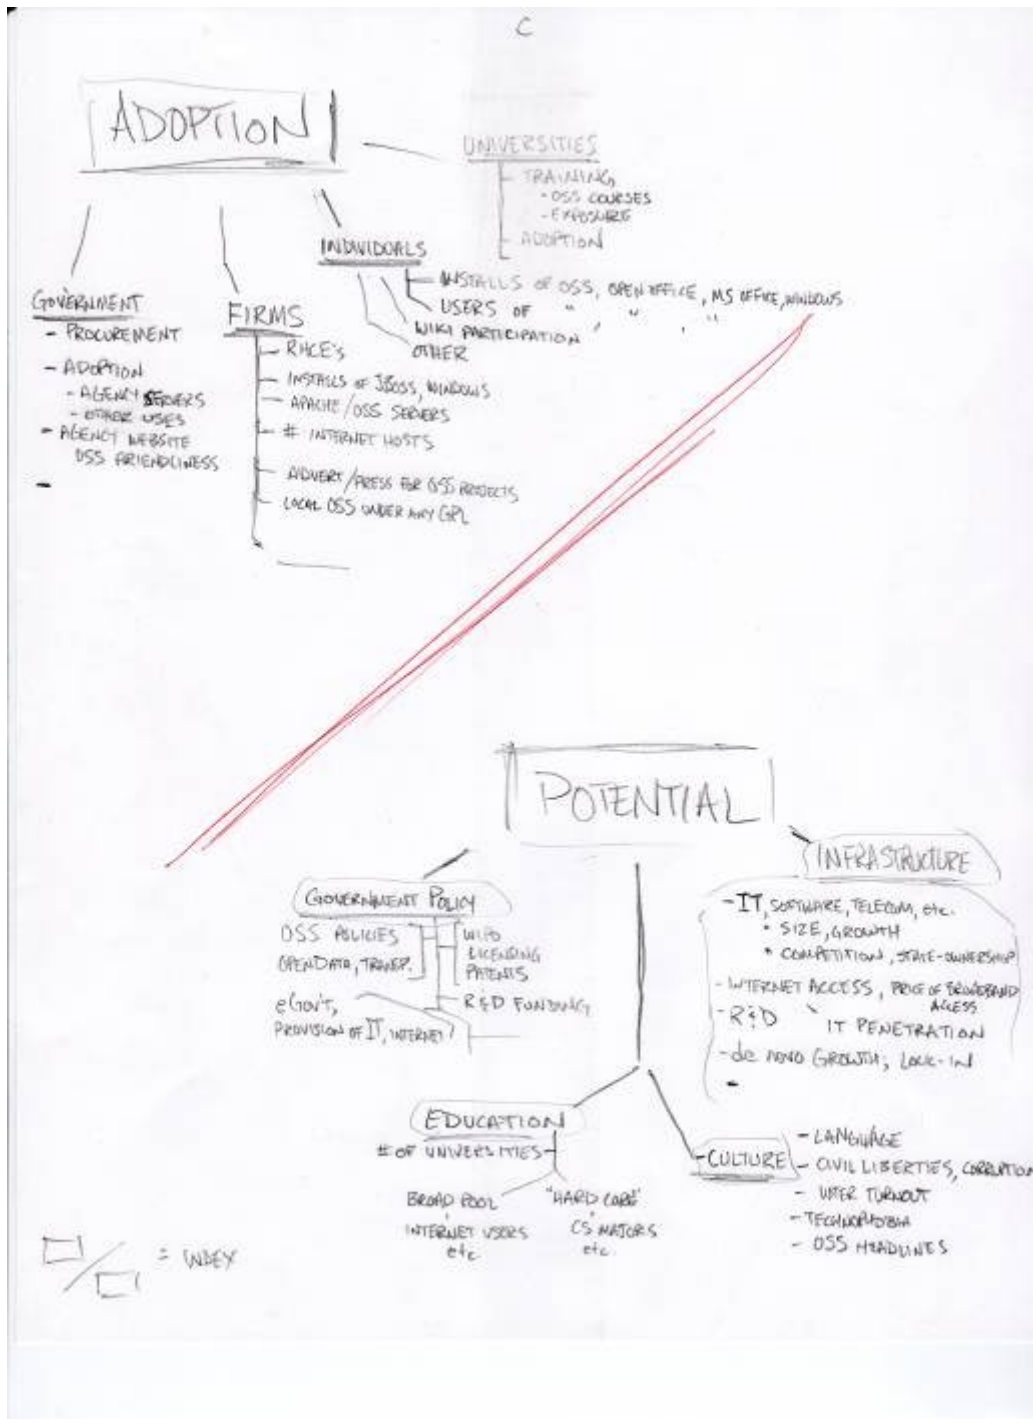 C
ADOPTION
UNIVERSITIES
- TRAINING
- OSS COURSES
- EXPOSURE
- ADOPTION
INDIVIDUALS
INSTALLS OF OSS, OPEN OFFICE, MS OFFICE, WINDOWS
USERS OF " , " , "
WIKI PARTICIPATION
OTHER
GOVERNMENT
- PROCUREMENT
- ADOPTION
- AGENCY SERVERS
- OTHER USES
- AGENCY WEBSITE
OSS FRIENDLINESS
-
FIRMS
- RHCE'S
- INSTALLS OF JBOSS, WINDOWS
- APACHE/OSS SERVERS
- # INTERNET HOSTS
- ADVERT/PRESS FOR OSS PROJECTS
- LOCAL OSS UNDER ANY GPL
POTENTIAL
GOVERNMENT POLICY
OSS POLICIES
OPEN DATA, TRANSP.
eGov't,
PROVISION OF IT, INTERNET
WIPO
LICENSING
PATENTS
R&D FUNDING
INFRASTRUCTURE
- IT, SOFTWARE, TELECOM, etc.
* SIZE, GROWTH
* COMPETITION, STATE-OWNERSHIP
- INTERNET ACCESS, PRICE OF BROADBAND
ACCESS
- R&D
IT PENETRATION
- de novo GROWTH; LOCK-IN
-
EDUCATION
# OF UNIVERSITIES
BROAD POOL
INTERNET USERS
etc.
"HARD CORE"
CS MAJORS
etc.
CULTURE
- LANGUAGE
- CIVIL LIBERTIES, CORRUPTION
- VOTER TURNOUT
- TECHNOPHOBIA
- OSS HEADLINES
= INDEX